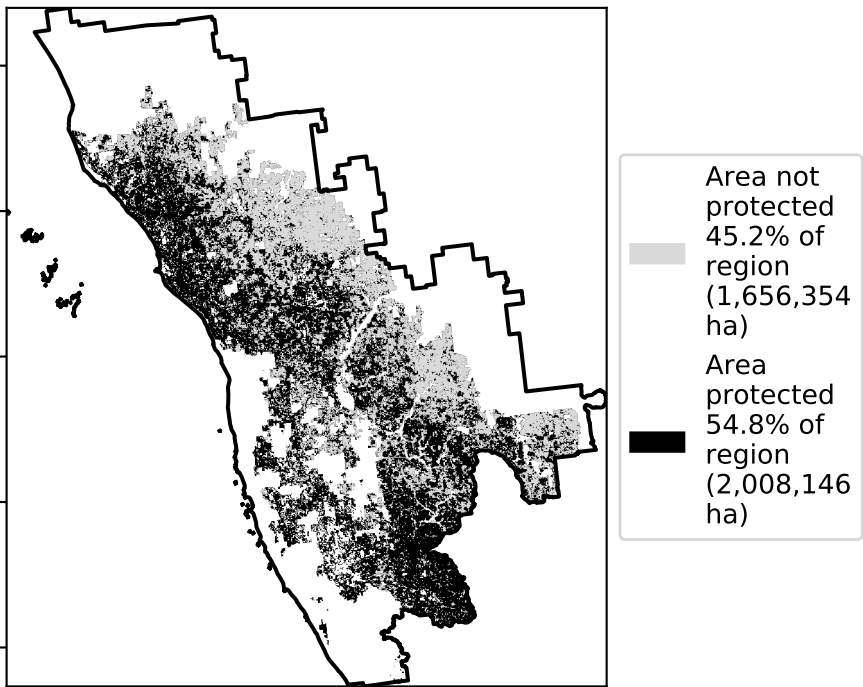 Area not
protected
45.2% of
region
(1,656,354
ha)
Area
protected
54.8% of
region
(2,008,146
ha)